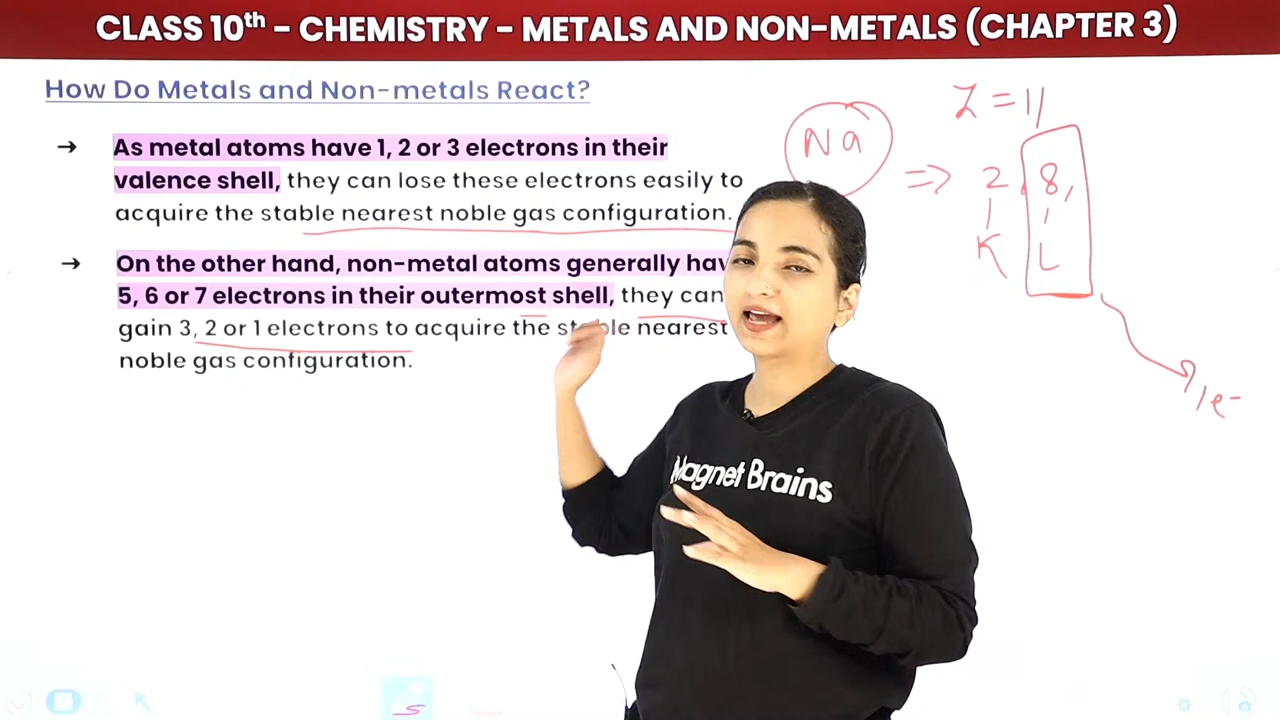 CLASS 10th - CHEMISTRY - METALS AND NON-METALS (CHAPTER 3)
How Do Metals and Non-metals React?
→ As metal atoms have 1, 2 or 3 electrons in their
valence shell, they can lose these electrons easily to
acquire the stable nearest noble gas configuration.
→ On the other hand, non-metal atoms generally hav
5, 6 or 7 electrons in their outermost shell, they can
gain 3, 2 or 1 electrons to acquire the stable nearest
noble gas configuration.
Z = 11
Na ⇒ 2, 8,
K L
1e-
Magnet Brains